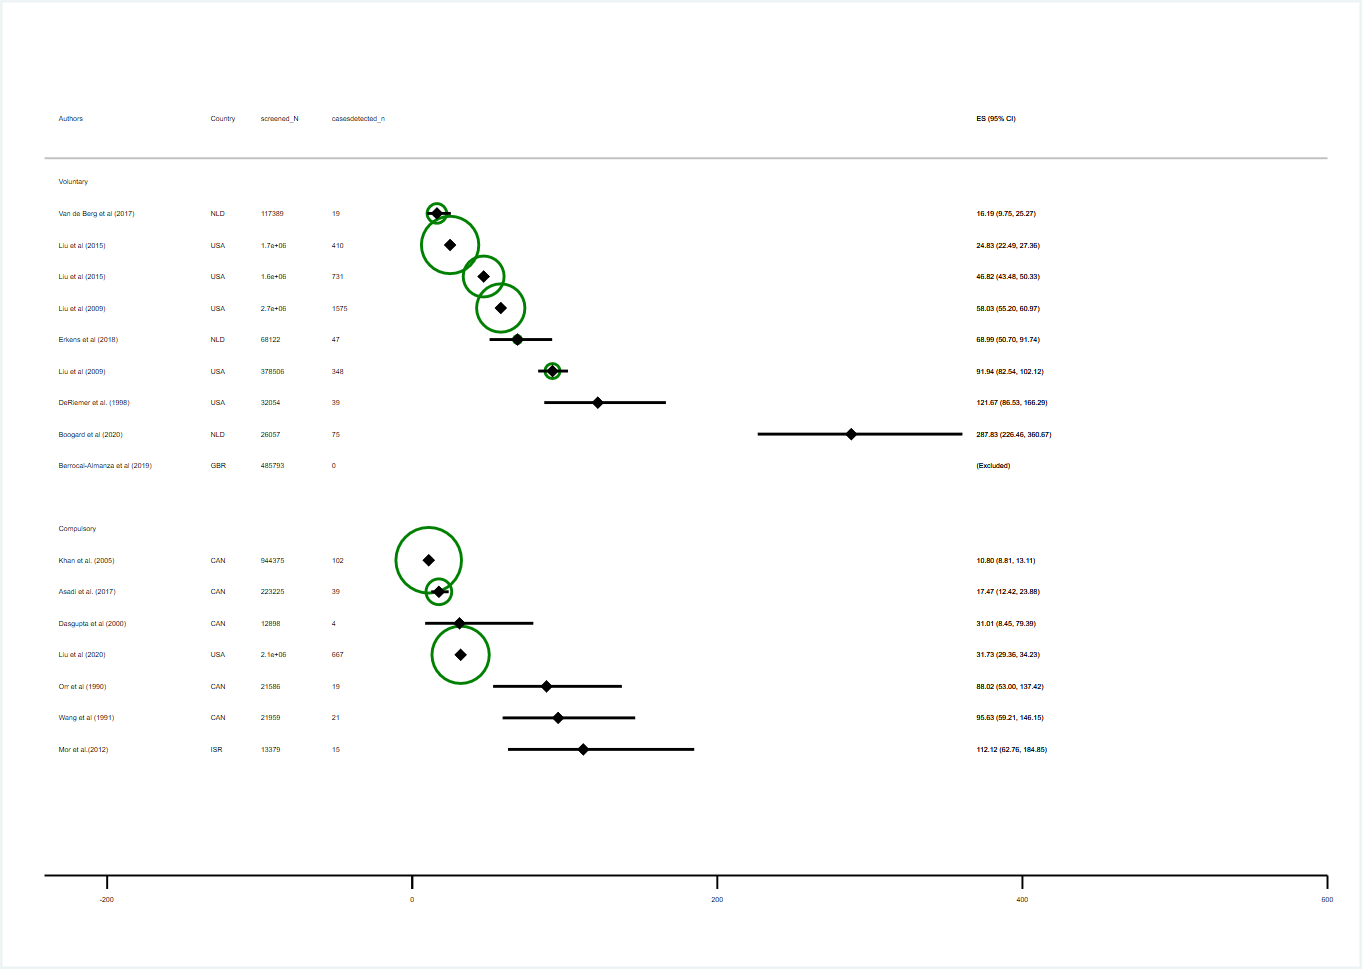 Authors Country screened_N casesdetected_n ES (95% CI)
Voluntary
Van de Berg et al (2017) NLD 117389 19 16.19 (9.75, 25.27)
Liu et al (2015) USA 1.7e+06 410 24.83 (22.49, 27.36)
Liu et al (2015) USA 1.6e+06 731 46.82 (43.48, 50.33)
Liu et al (2009) USA 2.7e+06 1575 58.03 (55.20, 60.97)
Erkens et al (2018) NLD 68122 47 68.99 (50.70, 91.74)
Liu et al (2009) USA 378506 348 91.94 (82.54, 102.12)
DeRiemer et al. (1998) USA 32054 39 121.67 (86.53, 166.29)
Boogard et al (2020) NLD 26057 75 287.83 (226.46, 360.67)
Berrocal-Almanza et al (2019) GBR 485793 0 (Excluded)
Compulsory
Khan et al. (2005) CAN 944375 102 10.80 (8.81, 13.11)
Asadi et al. (2017) CAN 223225 39 17.47 (12.42, 23.88)
Dasgupta et al (2000) CAN 12898 4 31.01 (8.45, 79.39)
Liu et al (2020) USA 2.1e+06 667 31.73 (29.36, 34.23)
Orr et al (1990) CAN 21586 19 88.02 (53.00, 137.42)
Wang et al (1991) CAN 21959 21 95.63 (59.21, 146.15)
Mor et al.(2012) ISR 13379 15 112.12 (62.76, 184.85)
-200 0 200 400 600